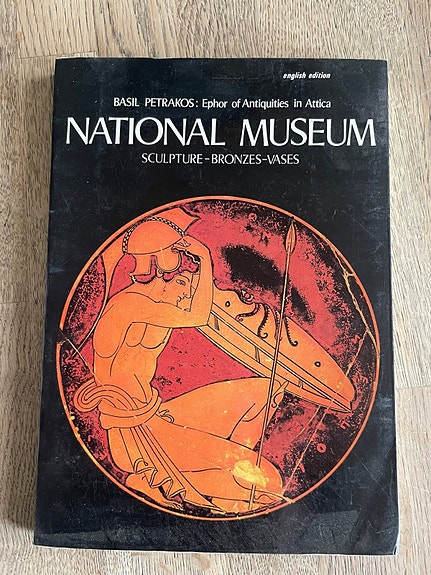 english edition
BASIL PETRAKOS: Ephor of Antiquities in Attica
NATIONAL MUSEUM
SCULPTURE-BRONZES-VASES